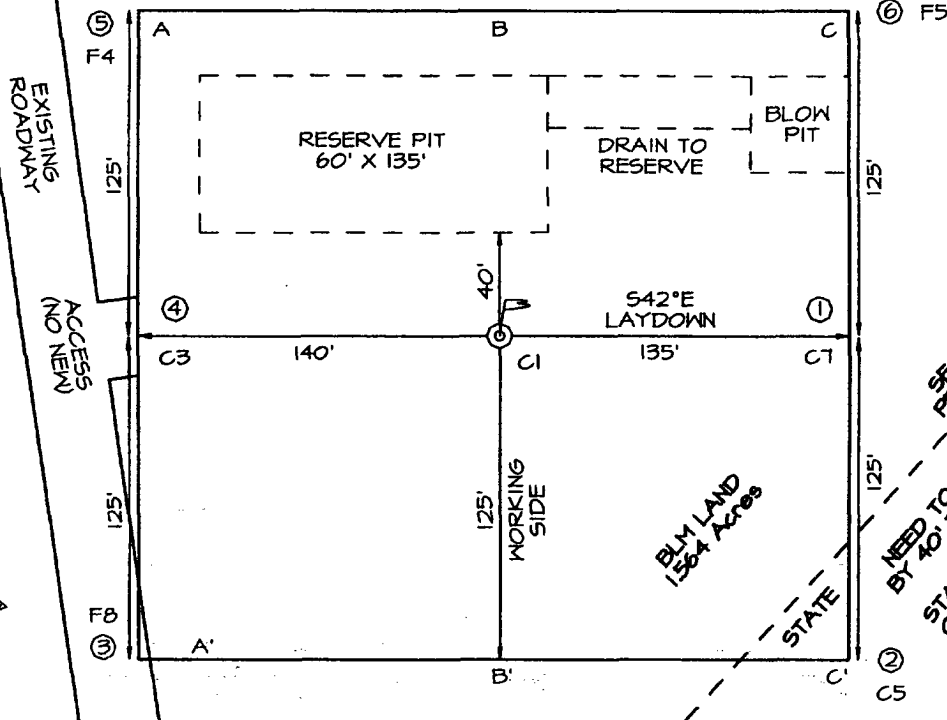 ⑤
A
B
C
⑥ F5
F4
EXISTING
ROADWAY
RESERVE PIT
60' X 135'
DRAIN TO
RESERVE
BLOW
PIT
125'
125'
40'
④
S42°E
LAYDOWN
①
ACCESS
(NO NEW)
C3
140'
C1
135'
C7
125'
125'
WORKING
SIDE
125'
BLM LAND
1.564 Acres
NEED TO
BY 40'
STATE
F8
③
A'
B'
C'
②
C5